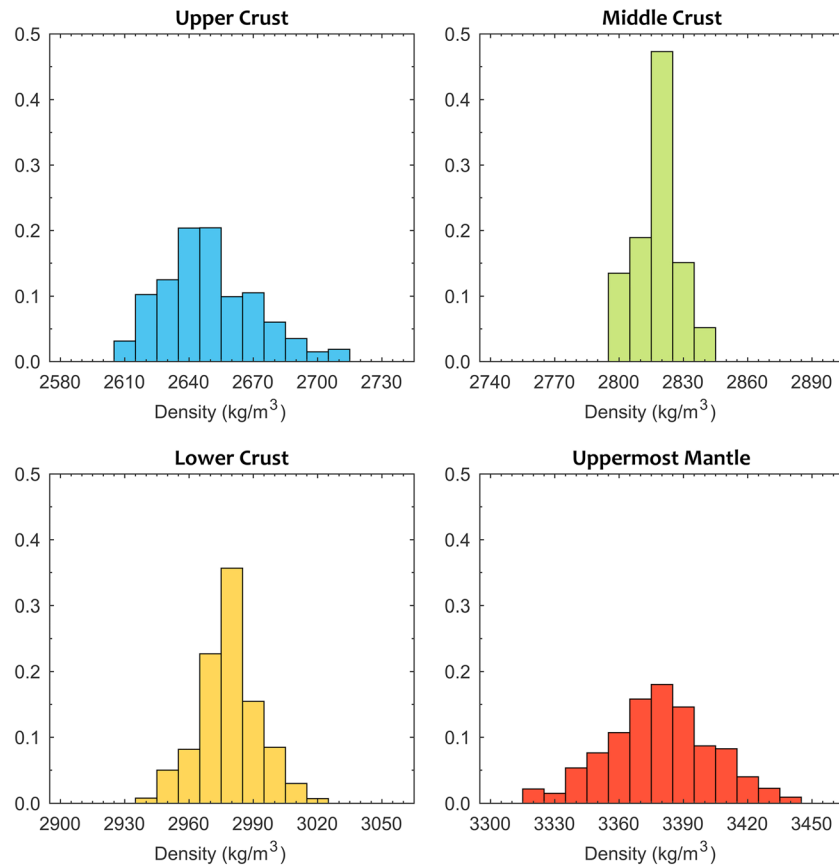 Upper Crust
0.5
0.4
0.3
0.2
0.1
0.0
2580 2610 2640 2670 2700 2730
Density (kg/m³)
Middle Crust
0.5
0.4
0.3
0.2
0.1
0.0
2740 2770 2800 2830 2860 2890
Density (kg/m³)
Lower Crust
0.5
0.4
0.3
0.2
0.1
0.0
2900 2930 2960 2990 3020 3050
Density (kg/m³)
Uppermost Mantle
0.5
0.4
0.3
0.2
0.1
0.0
3300 3330 3360 3390 3420 3450
Density (kg/m³)